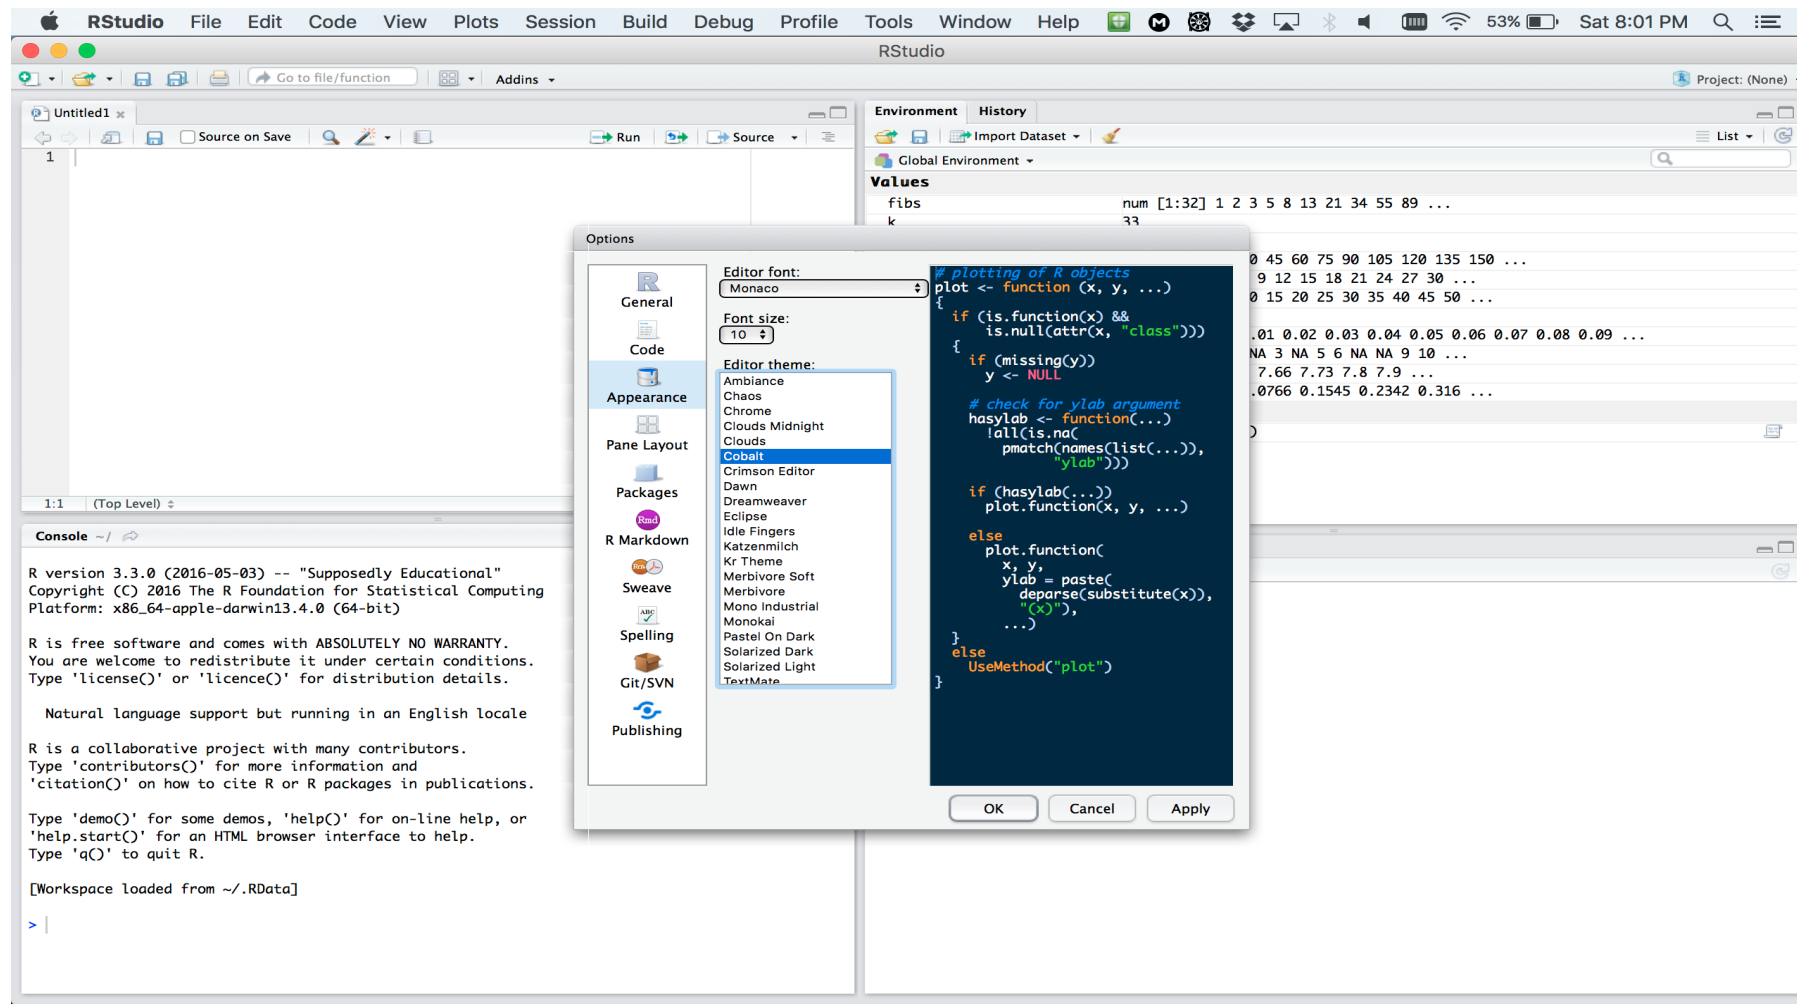 RStudio File Edit Code View Plots Session Build Debug Profile Tools Window Help 53% Sat 8:01 PM
RStudio
Go to file/function Addins Project: (None)
Untitled1
Source on Save Run Source
1
1:1 (Top Level)
Environment History
Import Dataset List
Global Environment
Values
fibs num [1:32] 1 2 3 5 8 13 21 34 55 89 ...
k 33
0 45 60 75 90 105 120 135 150 ...
9 12 15 18 21 24 27 30 ...
0 15 20 25 30 35 40 45 50 ...
.01 0.02 0.03 0.04 0.05 0.06 0.07 0.08 0.09 ...
NA 3 NA 5 6 NA NA 9 10 ...
7.66 7.73 7.8 7.9 ...
.0766 0.1545 0.2342 0.316 ...
)
Options
General
Code
Appearance
Pane Layout
Packages
Rmd
R Markdown
Sweave
ABC
Spelling
Git/SVN
Publishing
Editor font:
Monaco
Font size:
10
Editor theme:
Ambiance
Chaos
Chrome
Clouds Midnight
Clouds
Cobalt
Crimson Editor
Dawn
Dreamweaver
Eclipse
Idle Fingers
Katzenmilch
Kr Theme
Merbivore Soft
Merbivore
Mono Industrial
Monokai
Pastel On Dark
Solarized Dark
Solarized Light
TextMate
# plotting of R objects
plot <- function (x, y, ...)
{
if (is.function(x) &&
is.null(attr(x, "class")))
{
if (missing(y))
y <- NULL
# check for ylab argument
hasylab <- function(...)
!all(is.na(
pmatch(names(list(...)),
"ylab")))
if (hasylab(...))
plot.function(x, y, ...)
else
plot.function(
x, y,
ylab = paste(
deparse(substitute(x)),
"(x)"),
...)
}
else
UseMethod("plot")
}
OK Cancel Apply
Console ~/
R version 3.3.0 (2016-05-03) -- "Supposedly Educational"
Copyright (C) 2016 The R Foundation for Statistical Computing
Platform: x86_64-apple-darwin13.4.0 (64-bit)
R is free software and comes with ABSOLUTELY NO WARRANTY.
You are welcome to redistribute it under certain conditions.
Type 'license()' or 'licence()' for distribution details.
Natural language support but running in an English locale
R is a collaborative project with many contributors.
Type 'contributors()' for more information and
'citation()' on how to cite R or R packages in publications.
Type 'demo()' for some demos, 'help()' for on-line help, or
'help.start()' for an HTML browser interface to help.
Type 'q()' to quit R.
[Workspace loaded from ~/.RData]
>